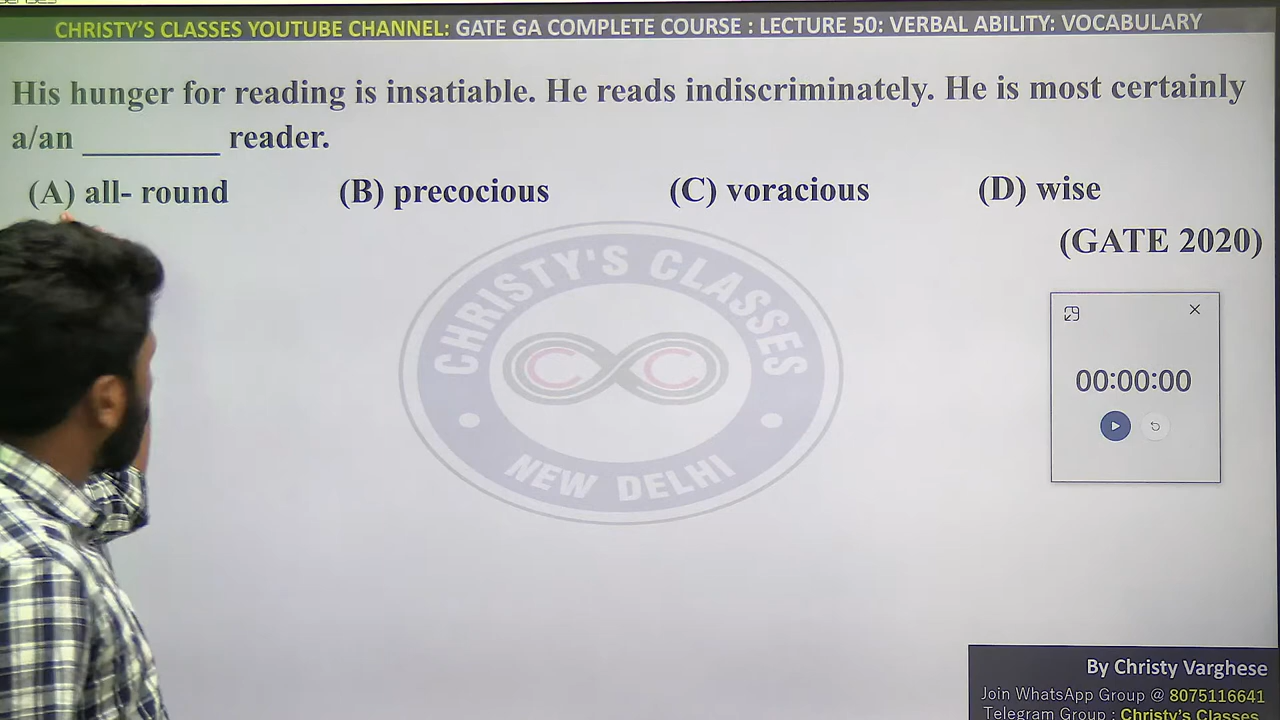 CHRISTY’S CLASSES YOUTUBE CHANNEL: GATE GA COMPLETE COURSE : LECTURE 50: VERBAL ABILITY: VOCABULARY
His hunger for reading is insatiable. He reads indiscriminately. He is most certainly
a/an ________ reader.
(A) all- round (B) precocious (C) voracious (D) wise
(GATE 2020)
CHRISTY'S CLASSES
CC
NEW DELHI
00:00:00
By Christy Varghese
Join WhatsApp Group @ 8075116641
Telegram Group : Christy’s Classes